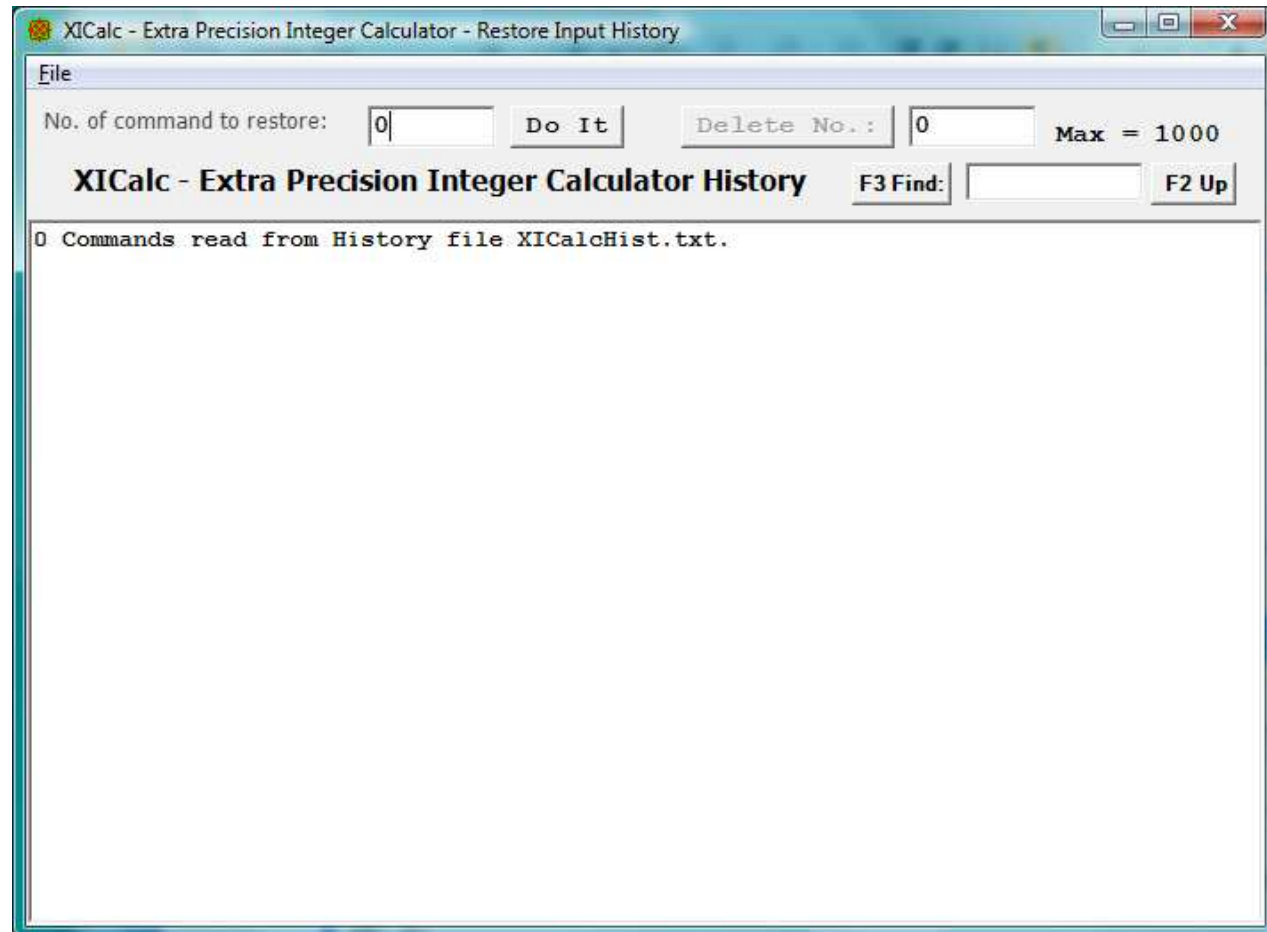 XICalc - Extra Precision Integer Calculator - Restore Input History
File
No. of command to restore: 0 Do It Delete No.: 0 Max = 1000
XICalc - Extra Precision Integer Calculator History F3 Find: F2 Up
0 Commands read from History file XICalcHist.txt.